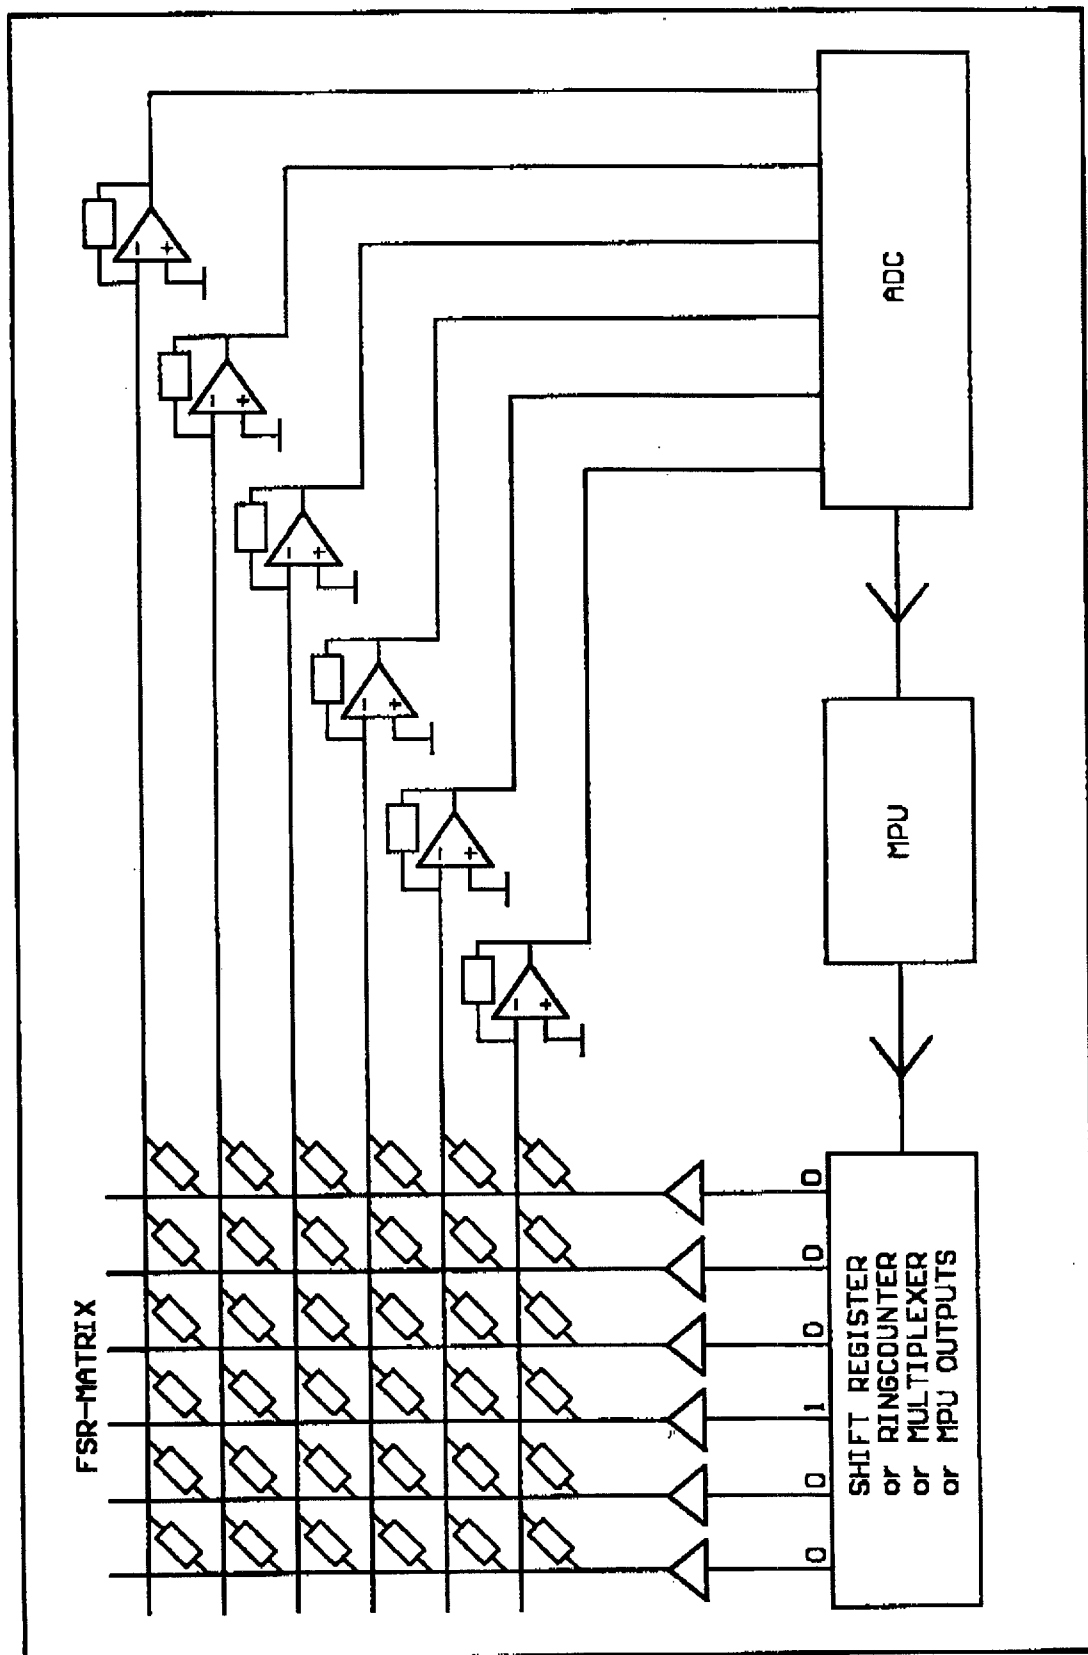 FSR-MATRIX
0 0 1 0 0 0
SHIFT REGISTER
or RINGCOUNTER
or MULTIPLEXER
or MPU OUTPUTS
MPU
ADC